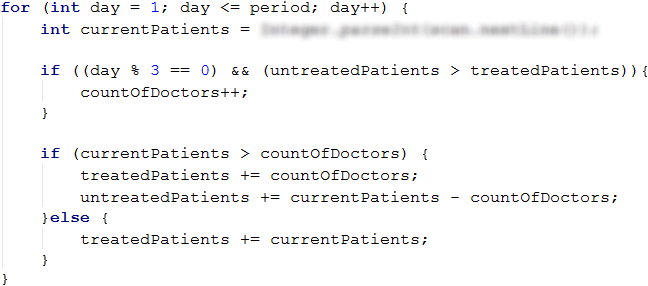 for (int day = 1; day <= period; day++) {
int currentPatients =
if ((day % 3 == 0) && (untreatedPatients > treatedPatients)){
countOfDoctors++;
}
if (currentPatients > countOfDoctors) {
treatedPatients += countOfDoctors;
untreatedPatients += currentPatients - countOfDoctors;
}else {
treatedPatients += currentPatients;
}
}